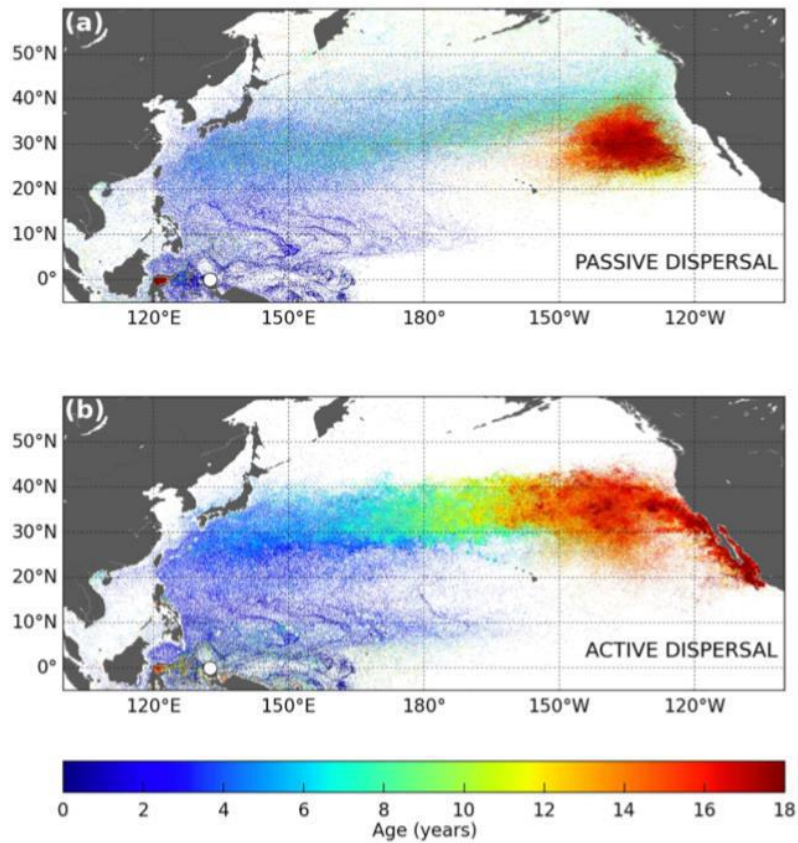 (a)
50°N
40°N
30°N
20°N
10°N
0°
PASSIVE DISPERSAL
120°E 150°E 180° 150°W 120°W
(b)
50°N
40°N
30°N
20°N
10°N
0°
ACTIVE DISPERSAL
120°E 150°E 180° 150°W 120°W
0 2 4 6 8 10 12 14 16 18
Age (years)